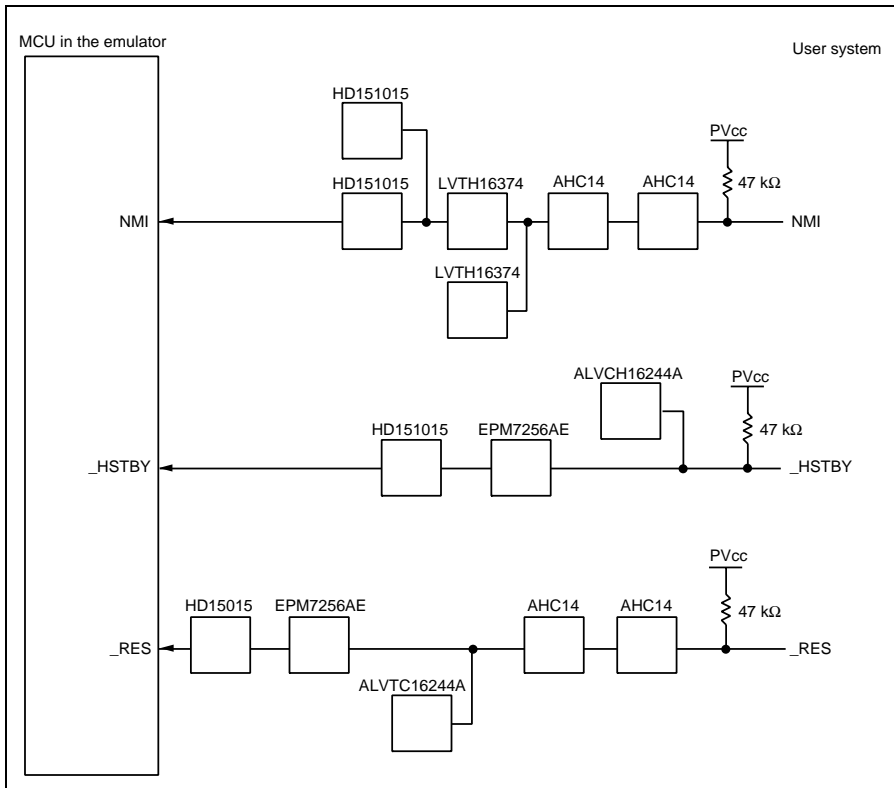 MCU in the emulator
User system
HD151015
PVcc
HD151015
LVTH16374
AHC14
AHC14
47 kΩ
NMI
NMI
LVTH16374
ALVCH16244A
PVcc
HD151015
EPM7256AE
47 kΩ
_HSTBY
_HSTBY
PVcc
HD15015
EPM7256AE
AHC14
AHC14
47 kΩ
_RES
_RES
ALVTC16244A